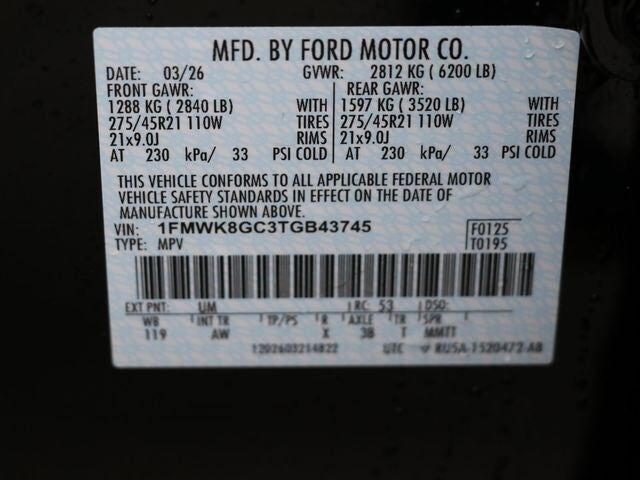 MFD. BY FORD MOTOR CO.
DATE: 03/26 GVWR: 2812 KG ( 6200 LB)
FRONT GAWR: REAR GAWR:
1288 KG ( 2840 LB) WITH 1597 KG ( 3520 LB) WITH
275/45R21 110W TIRES 275/45R21 110W TIRES
21x9.0J RIMS 21x9.0J RIMS
AT 230 kPa/ 33 PSI COLD AT 230 kPa/ 33 PSI COLD
THIS VEHICLE CONFORMS TO ALL APPLICABLE FEDERAL MOTOR
VEHICLE SAFETY STANDARDS IN EFFECT ON THE DATE OF
MANUFACTURE SHOWN ABOVE.
VIN: 1FMWK8GC3TGB43745 F0125
TYPE: MPV T0195
EXT PNT: UM RC: 53 DSO:
WB INT TR TP/PS R AXLE TR SPR
119 AW X 38 T MMTT
1202603214822 UTC RU5A-1520472-AB